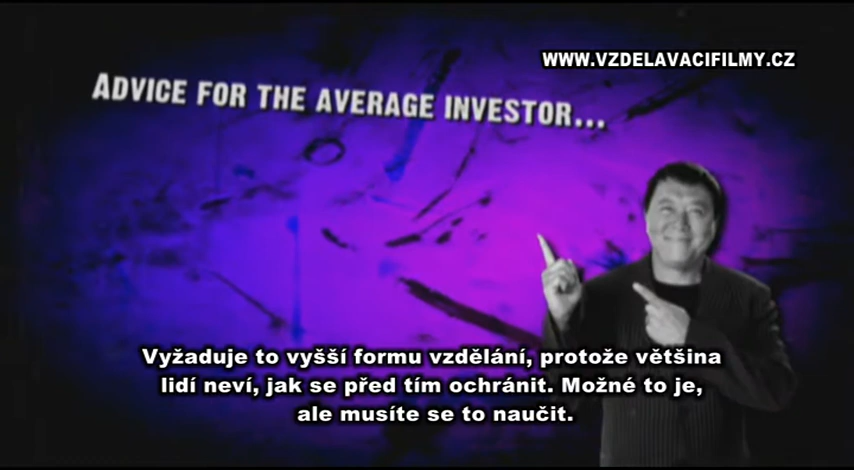 WWW.VZDELAVACIFILMY.CZ
ADVICE FOR THE AVERAGE INVESTOR...
Vyžaduje to vyšší formu vzdělání, protože většina
lidí neví, jak se před tím ochránit. Možné to je,
ale musíte se to naučit.